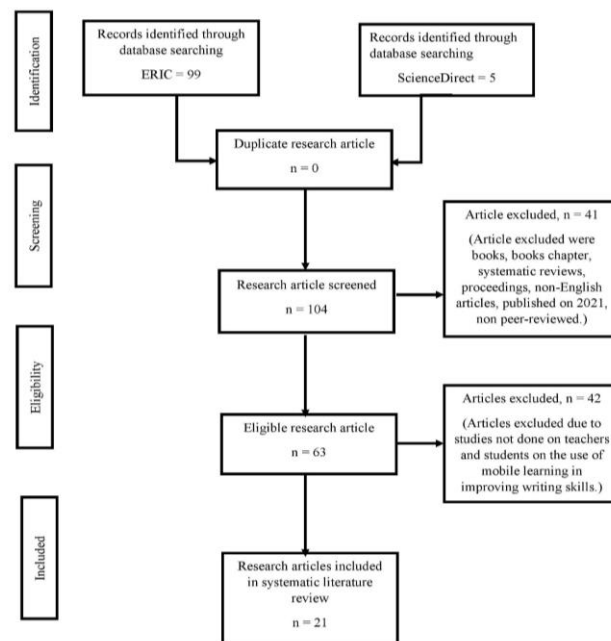 Identification
Records identified through
database searching
ERIC = 99
Records identified through
database searching
ScienceDirect = 5
Duplicate research article
n = 0
Screening
Article excluded, n = 41
(Article excluded were
books, books chapter,
systematic reviews,
proceedings, non-English
articles, published on 2021,
non peer-reviewed.)
Research article screened
n = 104
Eligibility
Articles excluded, n = 42
(Articles excluded due to
studies not done on teachers
and students on the use of
mobile learning in
improving writing skills.)
Eligible research article
n = 63
Included
Research articles included
in systematic literature
review
n = 21